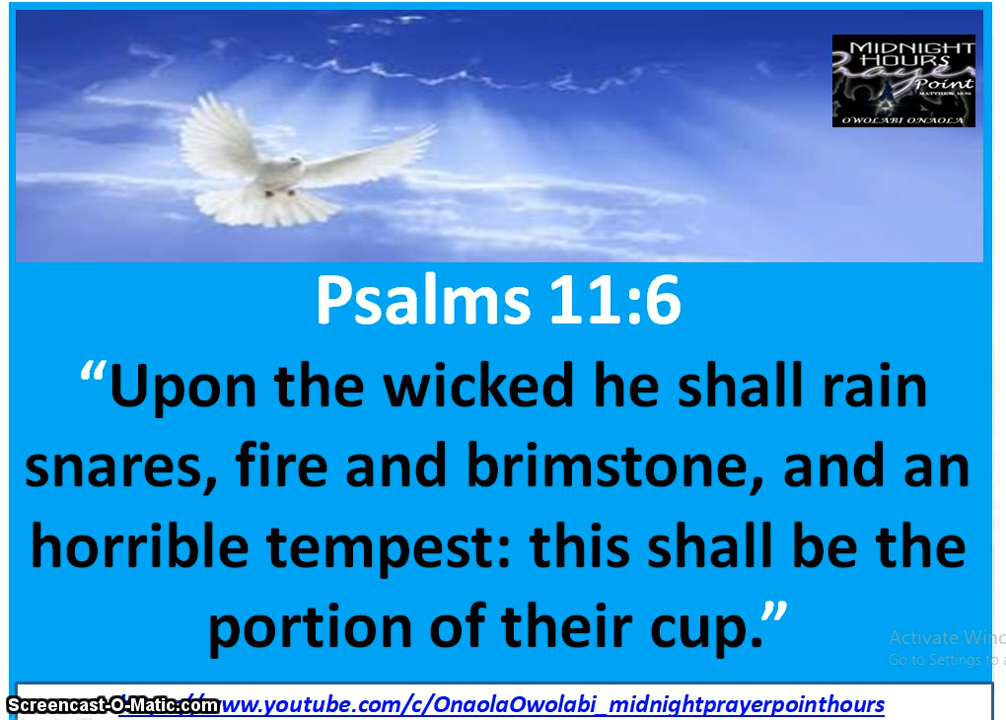 MIDNIGHT
HOURS
Prayer
Point
OWOLABI ONAOLA
Psalms 11:6
“Upon the wicked he shall rain
snares, fire and brimstone, and an
horrible tempest: this shall be the
portion of their cup.”
Activate Winc
Go to Settings to a
Screencast-O-Matic.com
www.youtube.com/c/OnaolaOwolabi_midnightprayerpointhours